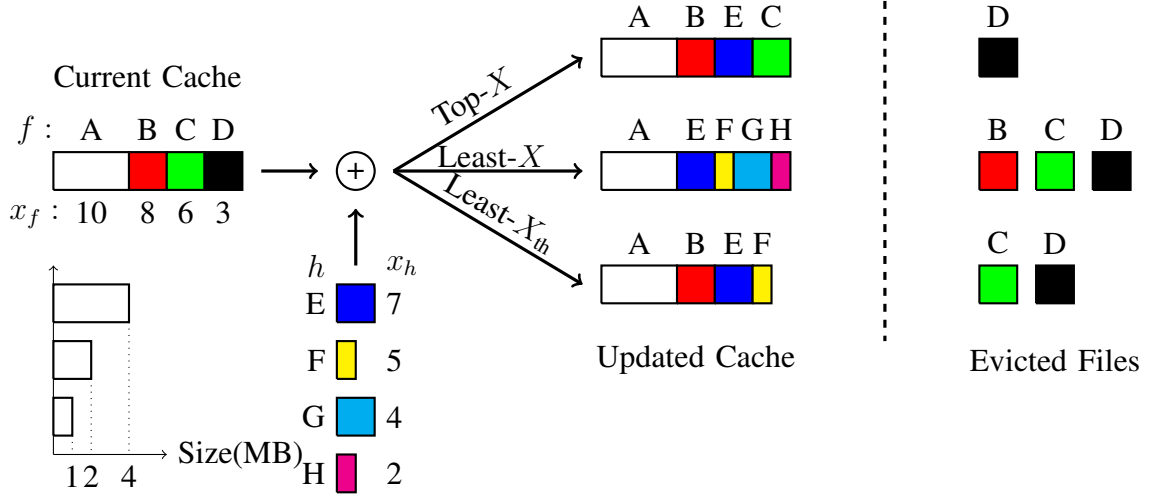 Current Cache
f :
A B C D
x_f : 10 8 6 3
+
Top-X
Least-X
Least-X_th
A B E C
A E F G H
A B E F
Updated Cache
D
B C D
C D
Evicted Files
h x_h
E 7
F 5
G 4
H 2
Size(MB)
1 2 4